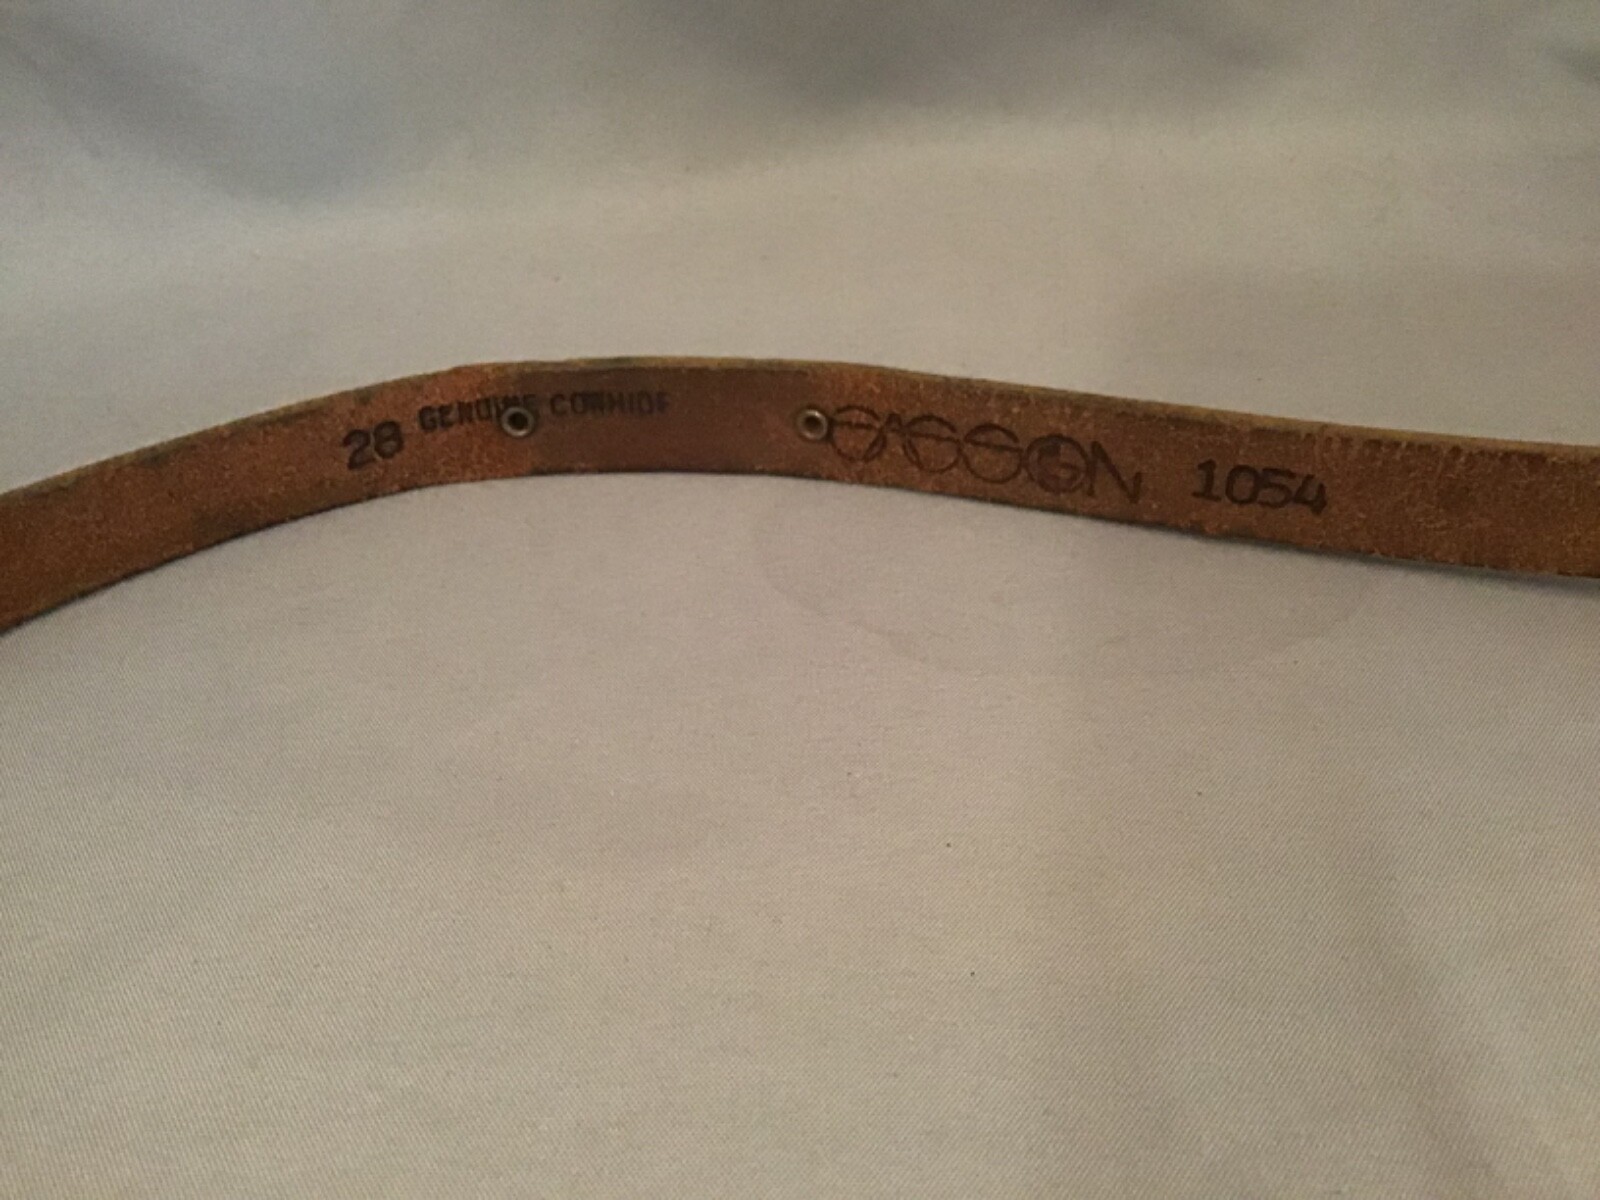 28 GENUINE COWHIDE SASSON 1054